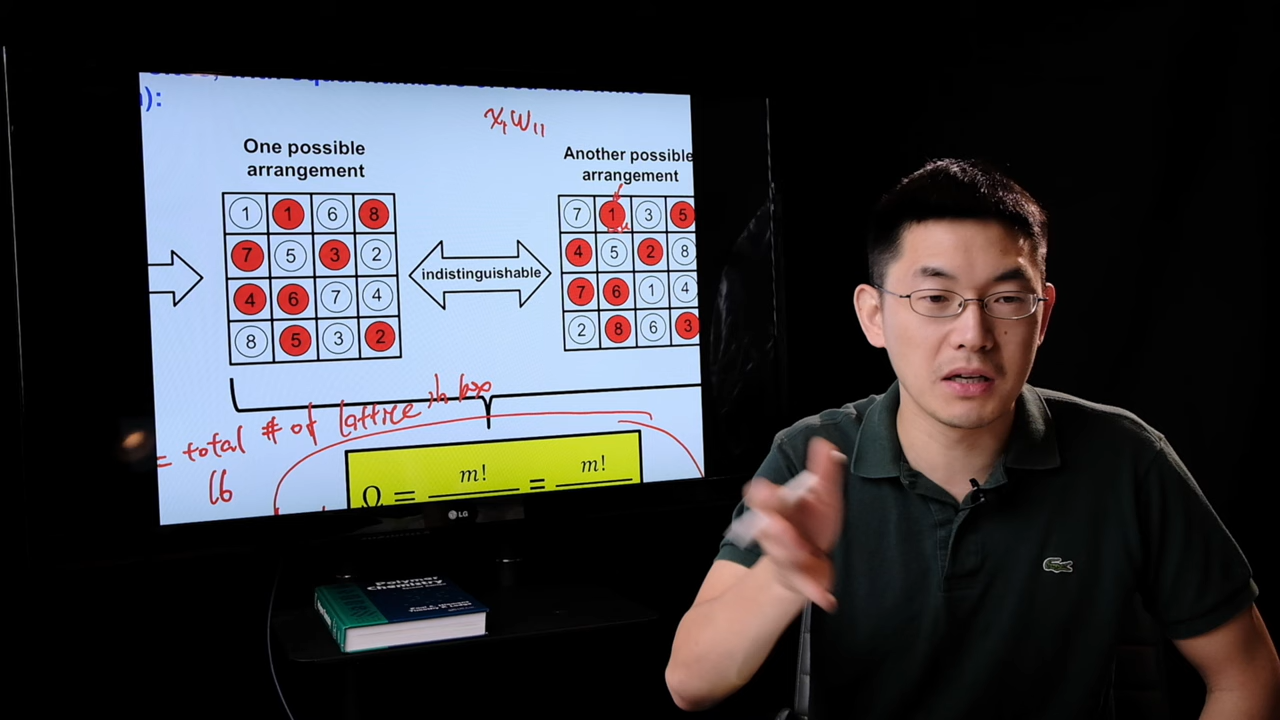 ):
x₁w₁₁
One possible
arrangement
Another possible
arrangement
1 1 6 8
7 5 3 2
4 6 7 4
8 5 3 2
indistinguishable
7 1 3 5
4 5 2 8
7 6 1 4
2 8 6 3
= total # of lattice in box
16
Ω = m! = m!
LG
Polymer
Chemistry